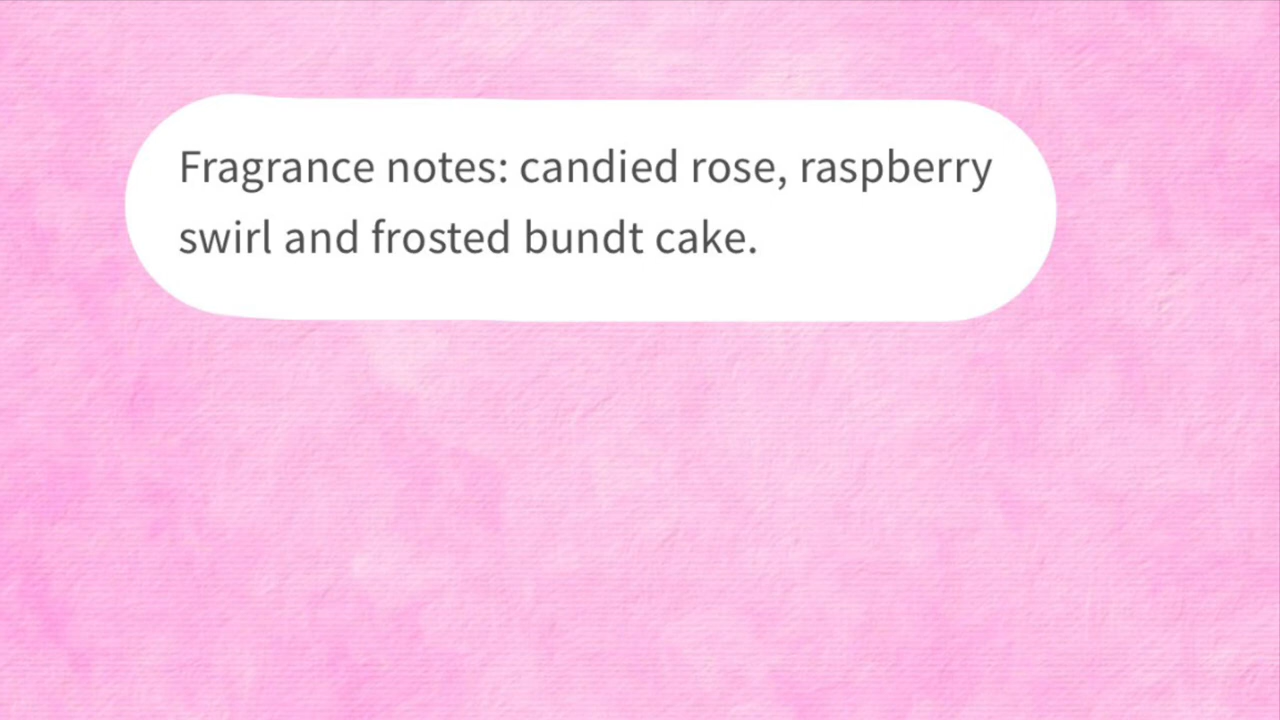 Fragrance notes: candied rose, raspberry
swirl and frosted bundt cake.